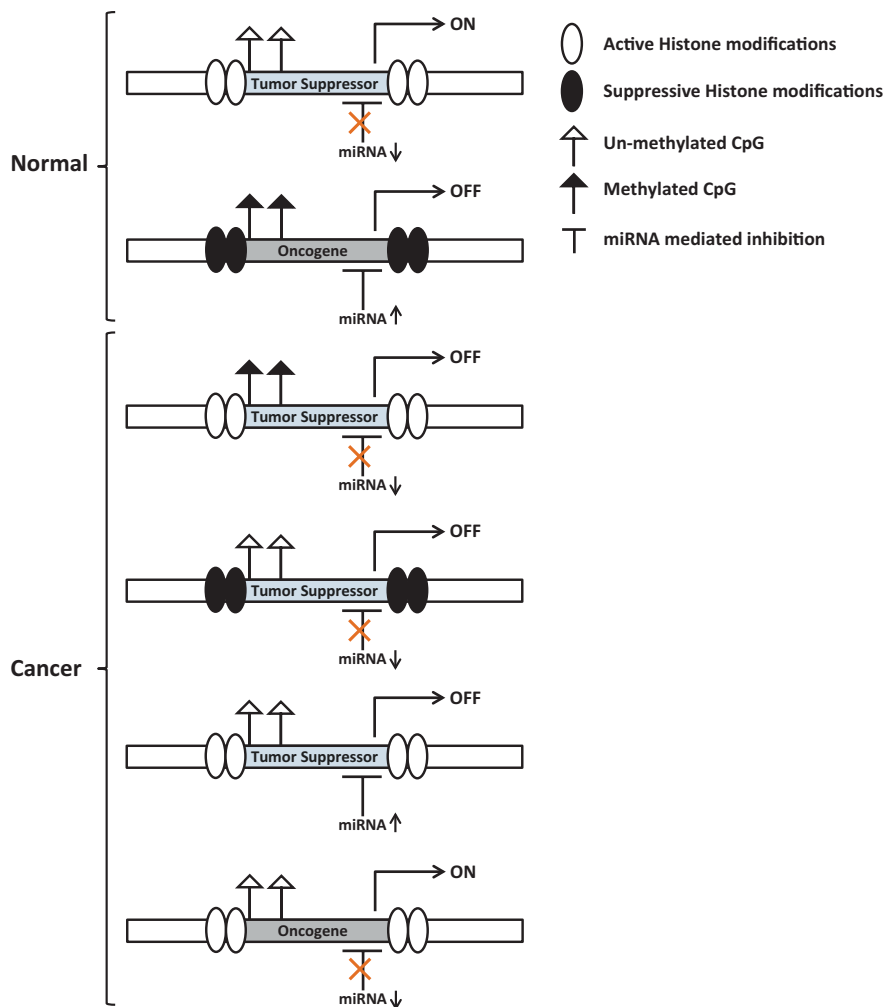 ON
Tumor Suppressor
miRNA ↓
Normal
OFF
Oncogene
miRNA ↑
OFF
Tumor Suppressor
miRNA ↓
OFF
Tumor Suppressor
miRNA ↓
Cancer
OFF
Tumor Suppressor
miRNA ↑
ON
Oncogene
miRNA ↓
Active Histone modifications
Suppressive Histone modifications
Un-methylated CpG
Methylated CpG
miRNA mediated inhibition